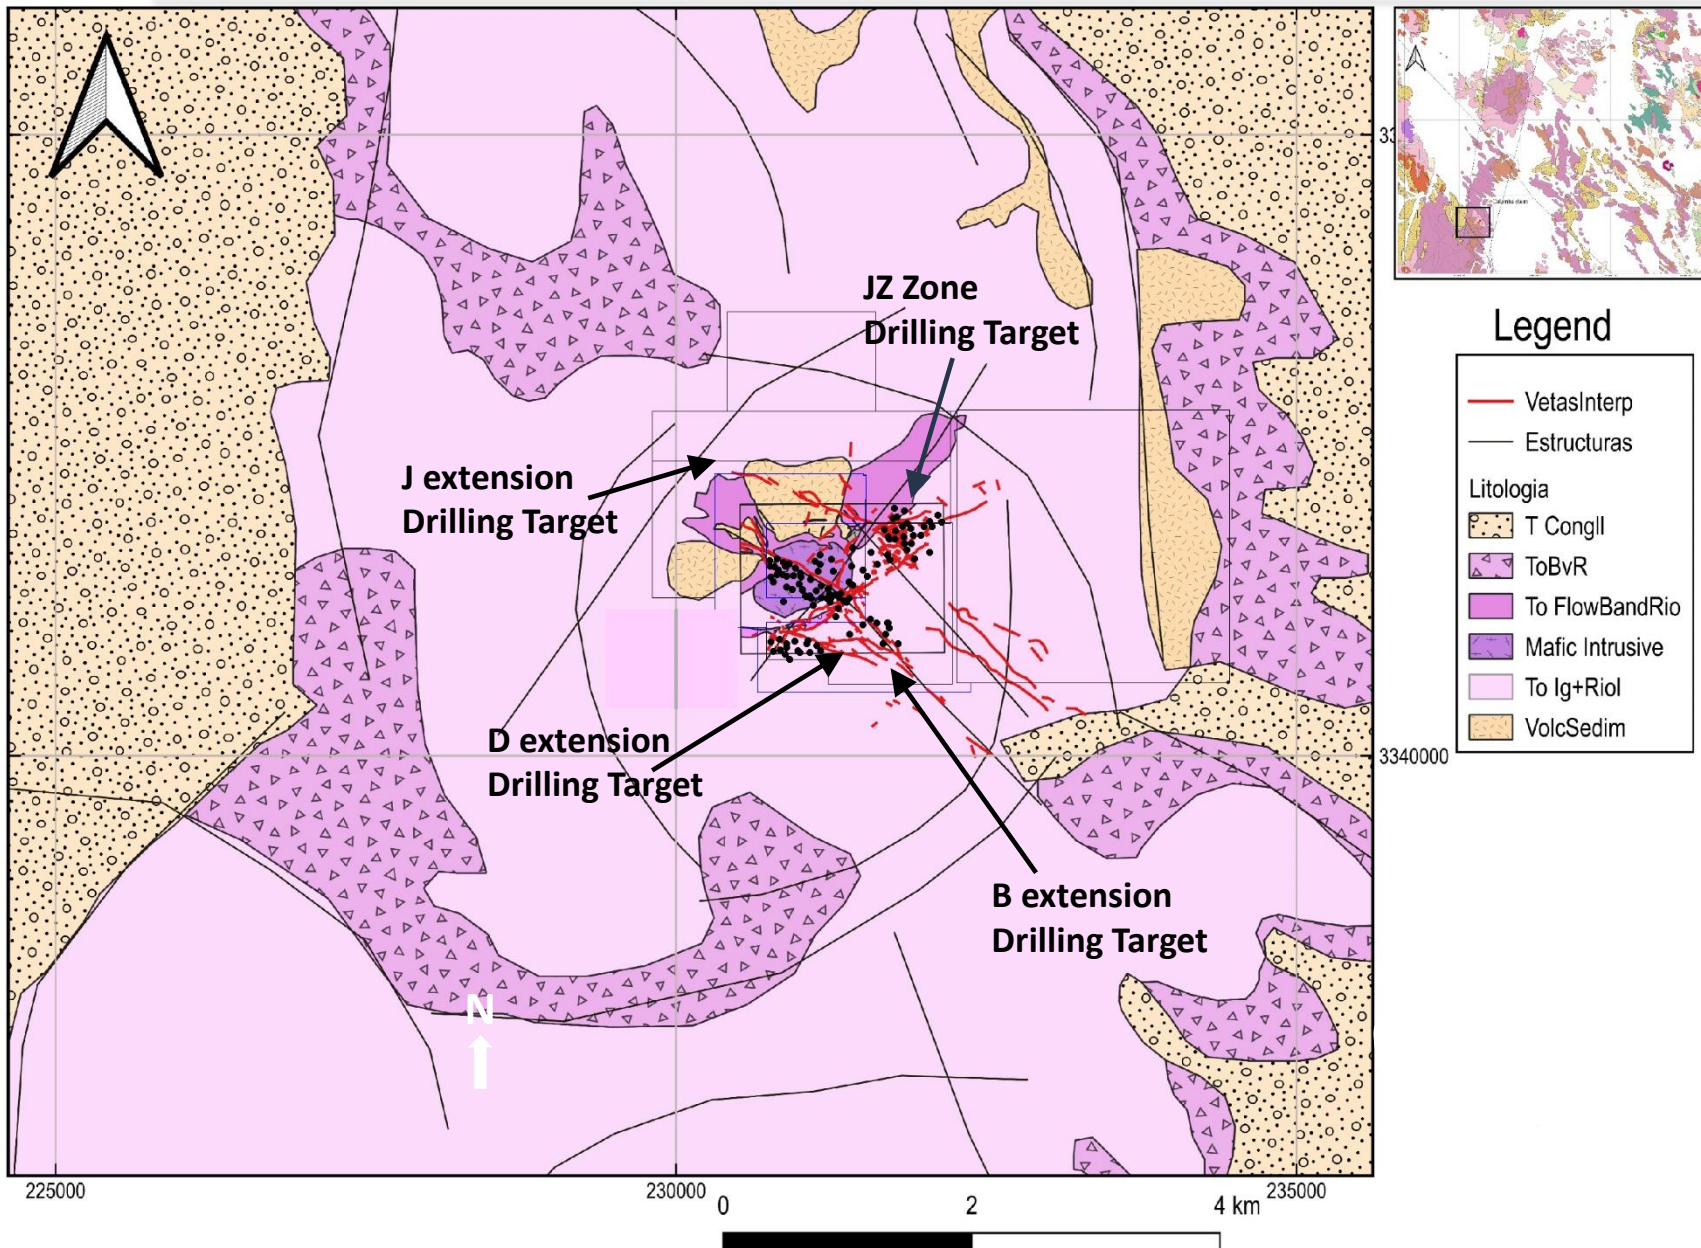 JZ Zone
Drilling Target
J extension
Drilling Target
D extension
Drilling Target
B extension
Drilling Target
N
Legend
VetasInterp
Estructuras
Litologia
T Congll
ToBvR
To FlowBandRio
Mafic Intrusive
To Ig+Riol
VolcSedim
3340000
225000
230000
235000
0
2
4 km